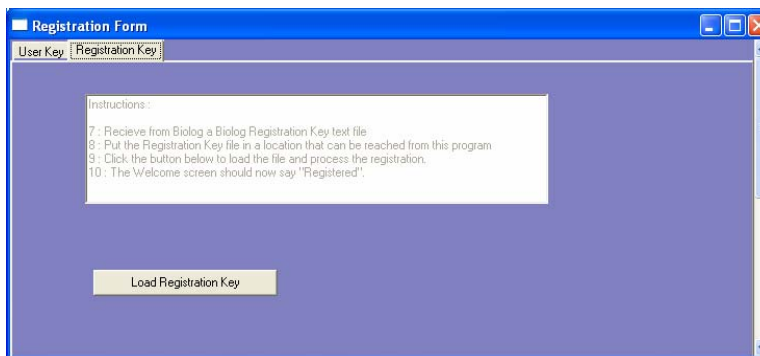 Registration Form
User Key Registration Key
Instructions :
7 : Recieve from Biolog a Biolog Registration Key text file
8 : Put the Registration Key file in a location that can be reached from this program
9 : Click the button below to load the file and process the registration.
10 : The Welcome screen should now say "Registered".
Load Registration Key